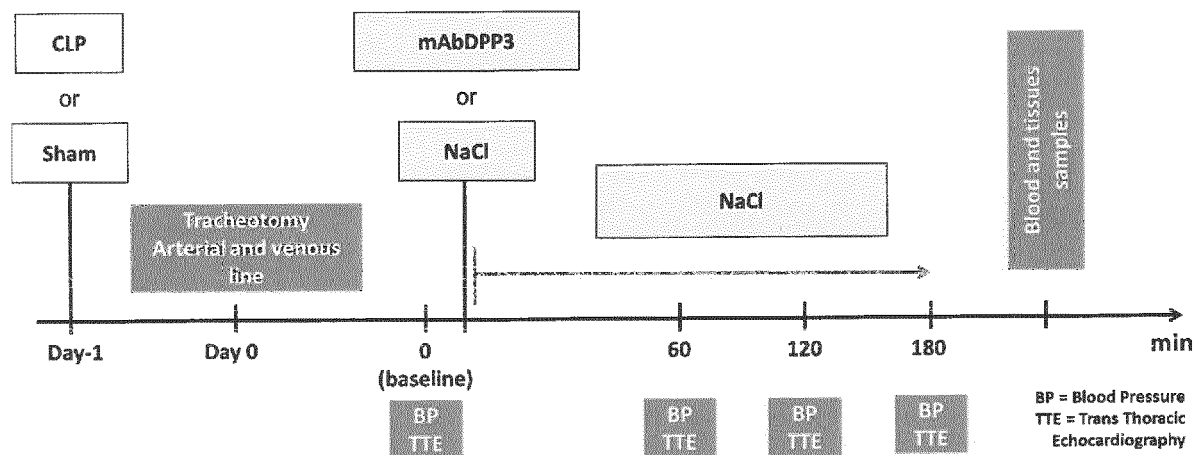 CLP
or
Sham
Tracheotomy
Arterial and venous
line
mAbDPP3
or
NaCl
NaCl
Blood and tissues
samples
Day-1
Day 0
0
(baseline)
60
120
180
min
BP
TTE
BP
TTE
BP
TTE
BP
TTE
BP = Blood Pressure
TTE = Trans Thoracic
Echocardiography